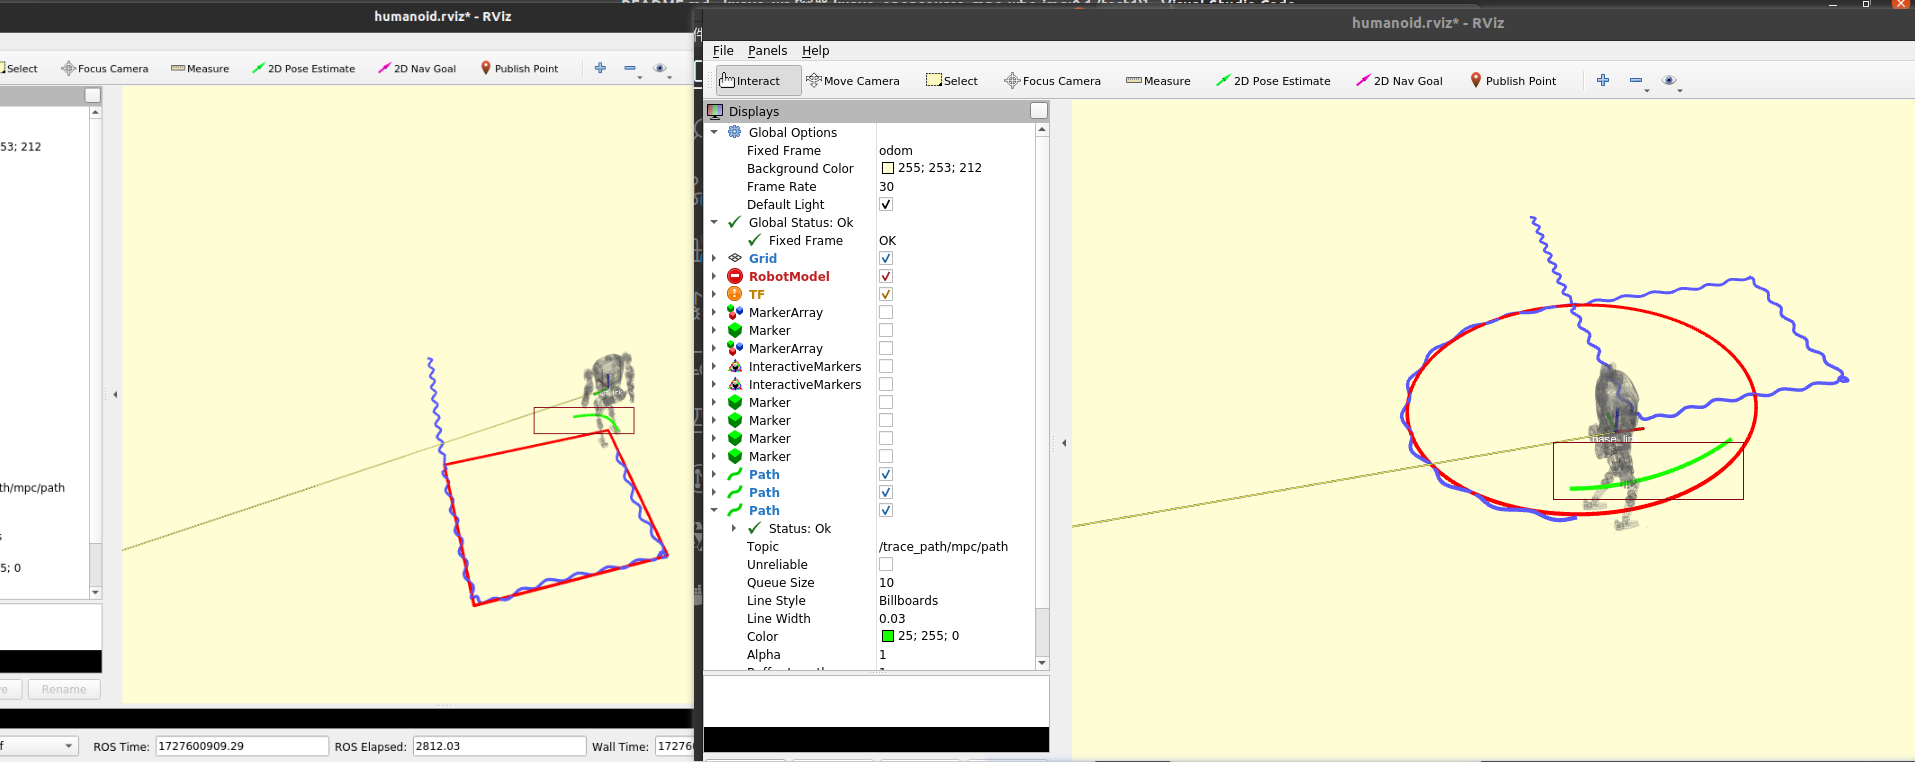 humanoid.rviz* - RViz
Select Focus Camera Measure 2D Pose Estimate 2D Nav Goal Publish Point
53; 212
th/mpc/path
5; 0
Rename
ROS Time: 1727600909.29 ROS Elapsed: 2812.03 Wall Time: 17276
humanoid.rviz* - RViz
File Panels Help
Interact Move Camera Select Focus Camera Measure 2D Pose Estimate 2D Nav Goal Publish Point
Displays
Global Options
Fixed Frame odom
Background Color 255; 253; 212
Frame Rate 30
Default Light
Global Status: Ok
Fixed Frame OK
Grid
RobotModel
TF
MarkerArray
Marker
MarkerArray
InteractiveMarkers
InteractiveMarkers
Marker
Marker
Marker
Marker
Path
Path
Path
Status: Ok
Topic /trace_path/mpc/path
Unreliable
Queue Size 10
Line Style Billboards
Line Width 0.03
Color 25; 255; 0
Alpha 1